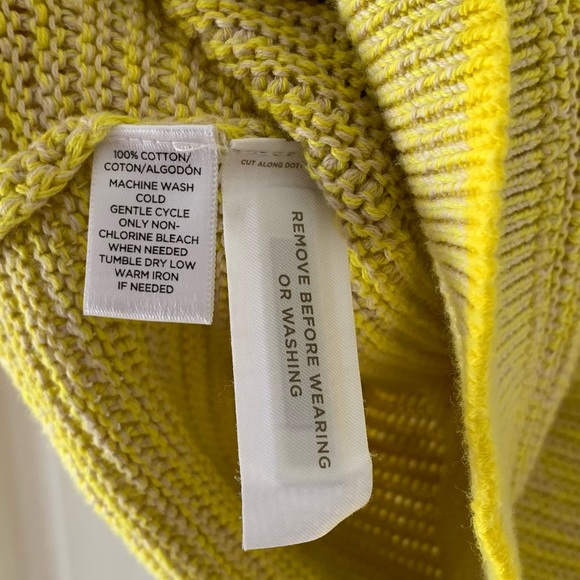 100% COTTON/
COTON/ALGODÓN
MACHINE WASH
COLD
GENTLE CYCLE
ONLY NON-
CHLORINE BLEACH
WHEN NEEDED
TUMBLE DRY LOW
WARM IRON
IF NEEDED
CUT ALONG DOT
REMOVE BEFORE WEARING
OR WASHING